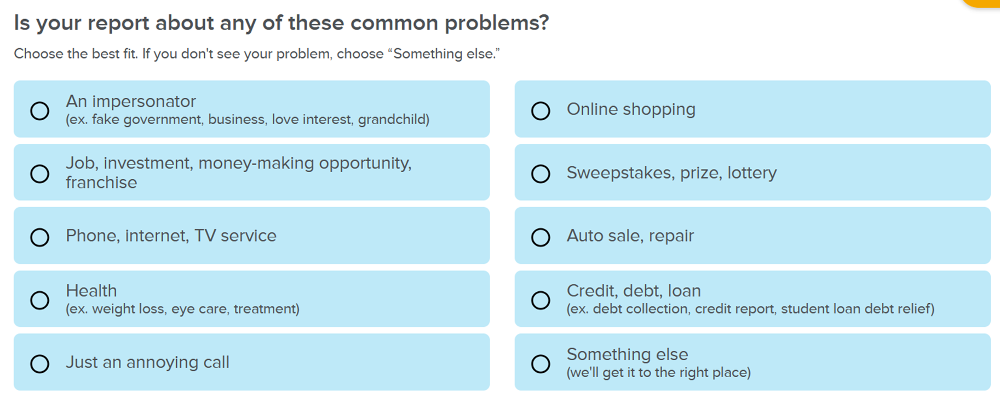 Is your report about any of these common problems?
Choose the best fit. If you don't see your problem, choose “Something else.”
An impersonator
(ex. fake government, business, love interest, grandchild)
Online shopping
Job, investment, money-making opportunity,
franchise
Sweepstakes, prize, lottery
Phone, internet, TV service
Auto sale, repair
Health
(ex. weight loss, eye care, treatment)
Credit, debt, loan
(ex. debt collection, credit report, student loan debt relief)
Just an annoying call
Something else
(we'll get it to the right place)